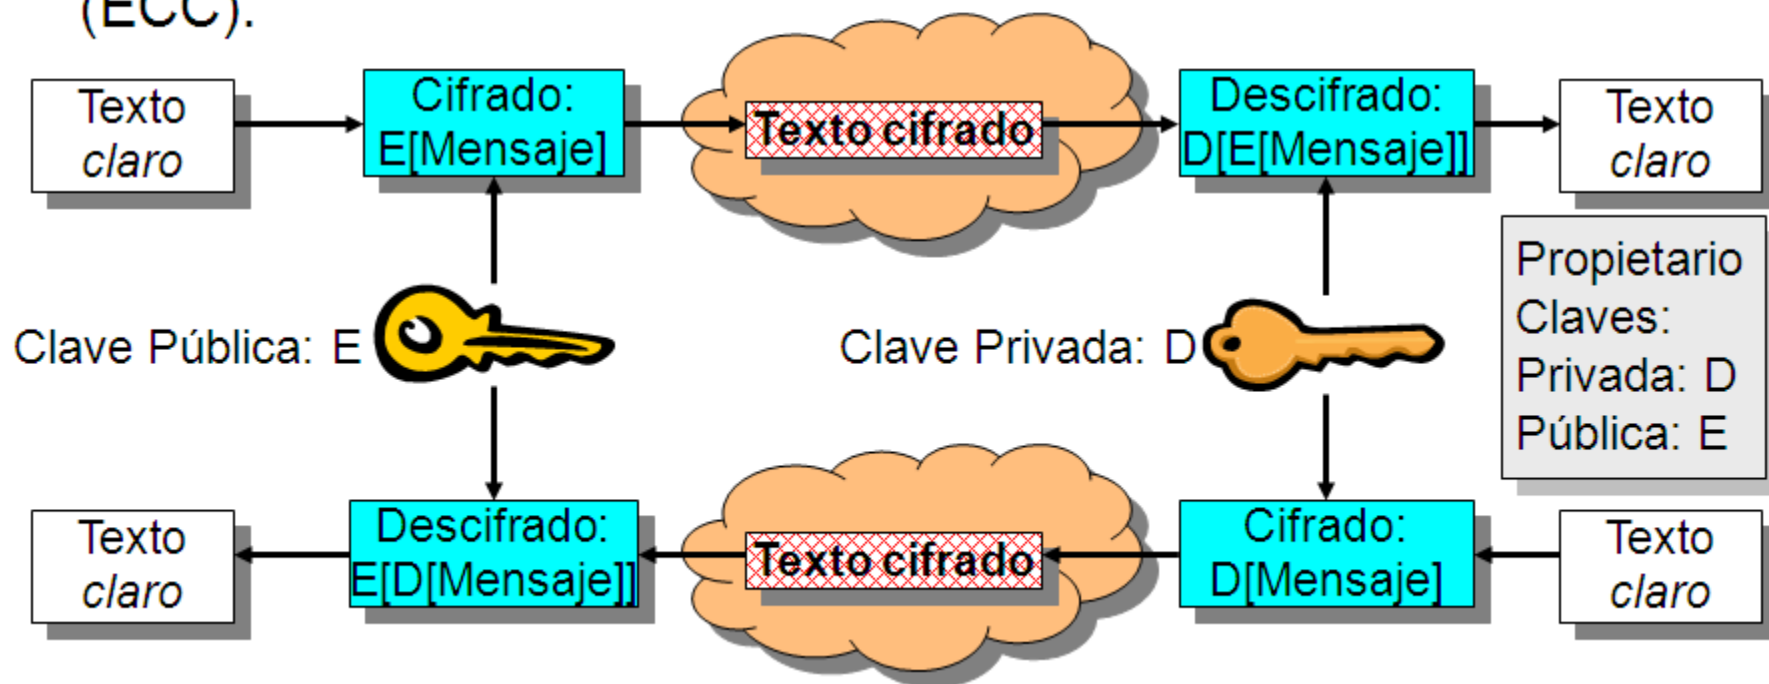 (ECC).
Texto
claro
Cifrado:
E[Mensaje]
Texto cifrado
Descifrado:
D[E[Mensaje]]
Texto
claro
Clave Pública: E
Clave Privada: D
Propietario
Claves:
Privada: D
Pública: E
Texto
claro
Descifrado:
E[D[Mensaje]]
Texto cifrado
Cifrado:
D[Mensaje]
Texto
claro